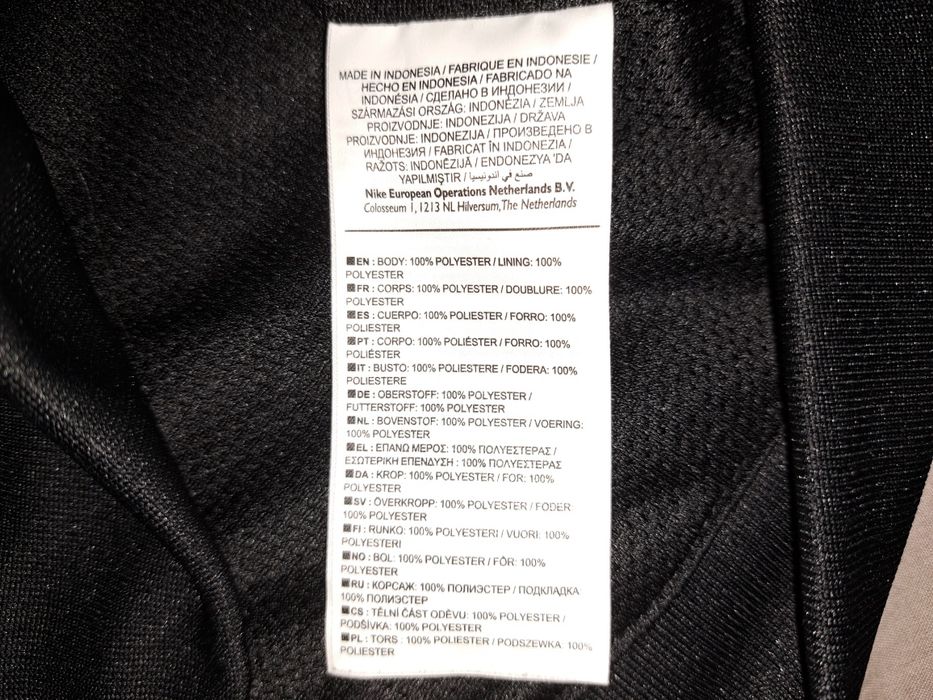 MADE IN INDONESIA / FABRIQUE EN INDONESIE /
HECHO EN INDONESIA / FABRICADO NA
INDONÉSIA / СДЕЛАНО В ИНДОНЕЗИИ /
SZÁRMAZÁSI ORSZÁG: INDONÉZIA / ZEMLJA
PROIZVODNJE: INDONEZIJA / DRŽAVA
PROIZVODNJE: INDONEZIJA / ПРОИЗВЕДЕНО В
ИНДОНЕЗИЯ / FABRICAT ÎN INDONEZIA /
RAŽOTS: INDONĒZIJĀ / ENDONEZYA 'DA
YAPILMIŞTIR / صنع في أندونيسيا
Nike European Operations Netherlands B.V.
Colosseum 1,1213 NL Hilversum,The Netherlands
EN : BODY: 100% POLYESTER / LINING: 100%
POLYESTER
FR : CORPS: 100% POLYESTER / DOUBLURE: 100%
POLYESTER
ES : CUERPO: 100% POLIESTER / FORRO: 100%
POLIESTER
PT : CORPO: 100% POLIÉSTER / FORRO: 100%
POLIÉSTER
IT : BUSTO: 100% POLIESTERE / FODERA: 100%
POLIESTERE
DE : OBERSTOFF: 100% POLYESTER /
FUTTERSTOFF: 100% POLYESTER
NL : BOVENSTOF: 100% POLYESTER / VOERING:
100% POLYESTER
EL : ΕΠΑΝΩ ΜΕΡΟΣ: 100% ΠΟΛΥΕΣΤΕΡΑΣ /
ΕΣΩΤΕΡΙΚΗ ΕΠΕΝΔΥΣΗ : 100% ΠΟΛΥΕΣΤΕΡΑΣ
DA : KROP: 100% POLYESTER / FOR: 100%
POLYESTER
SV : ÖVERKROPP: 100% POLYESTER / FODER:
100% POLYESTER
FI : RUNKO: 100% POLYESTERI / VUORI: 100%
POLYESTERI
NO : BOL: 100% POLYESTER / FÔR: 100%
POLYESTER
RU : КОРСАЖ: 100% ПОЛИЭСТЕР / ПОДКЛАДКА:
100% ПОЛИЭСТЕР
CS : TĚLNÍ ČÁST ODĚVU: 100% POLYESTER /
PODŠÍVKA: 100% POLYESTER
PL : TORS : 100% POLIESTER / PODSZEWKA: 100%
POLIESTER